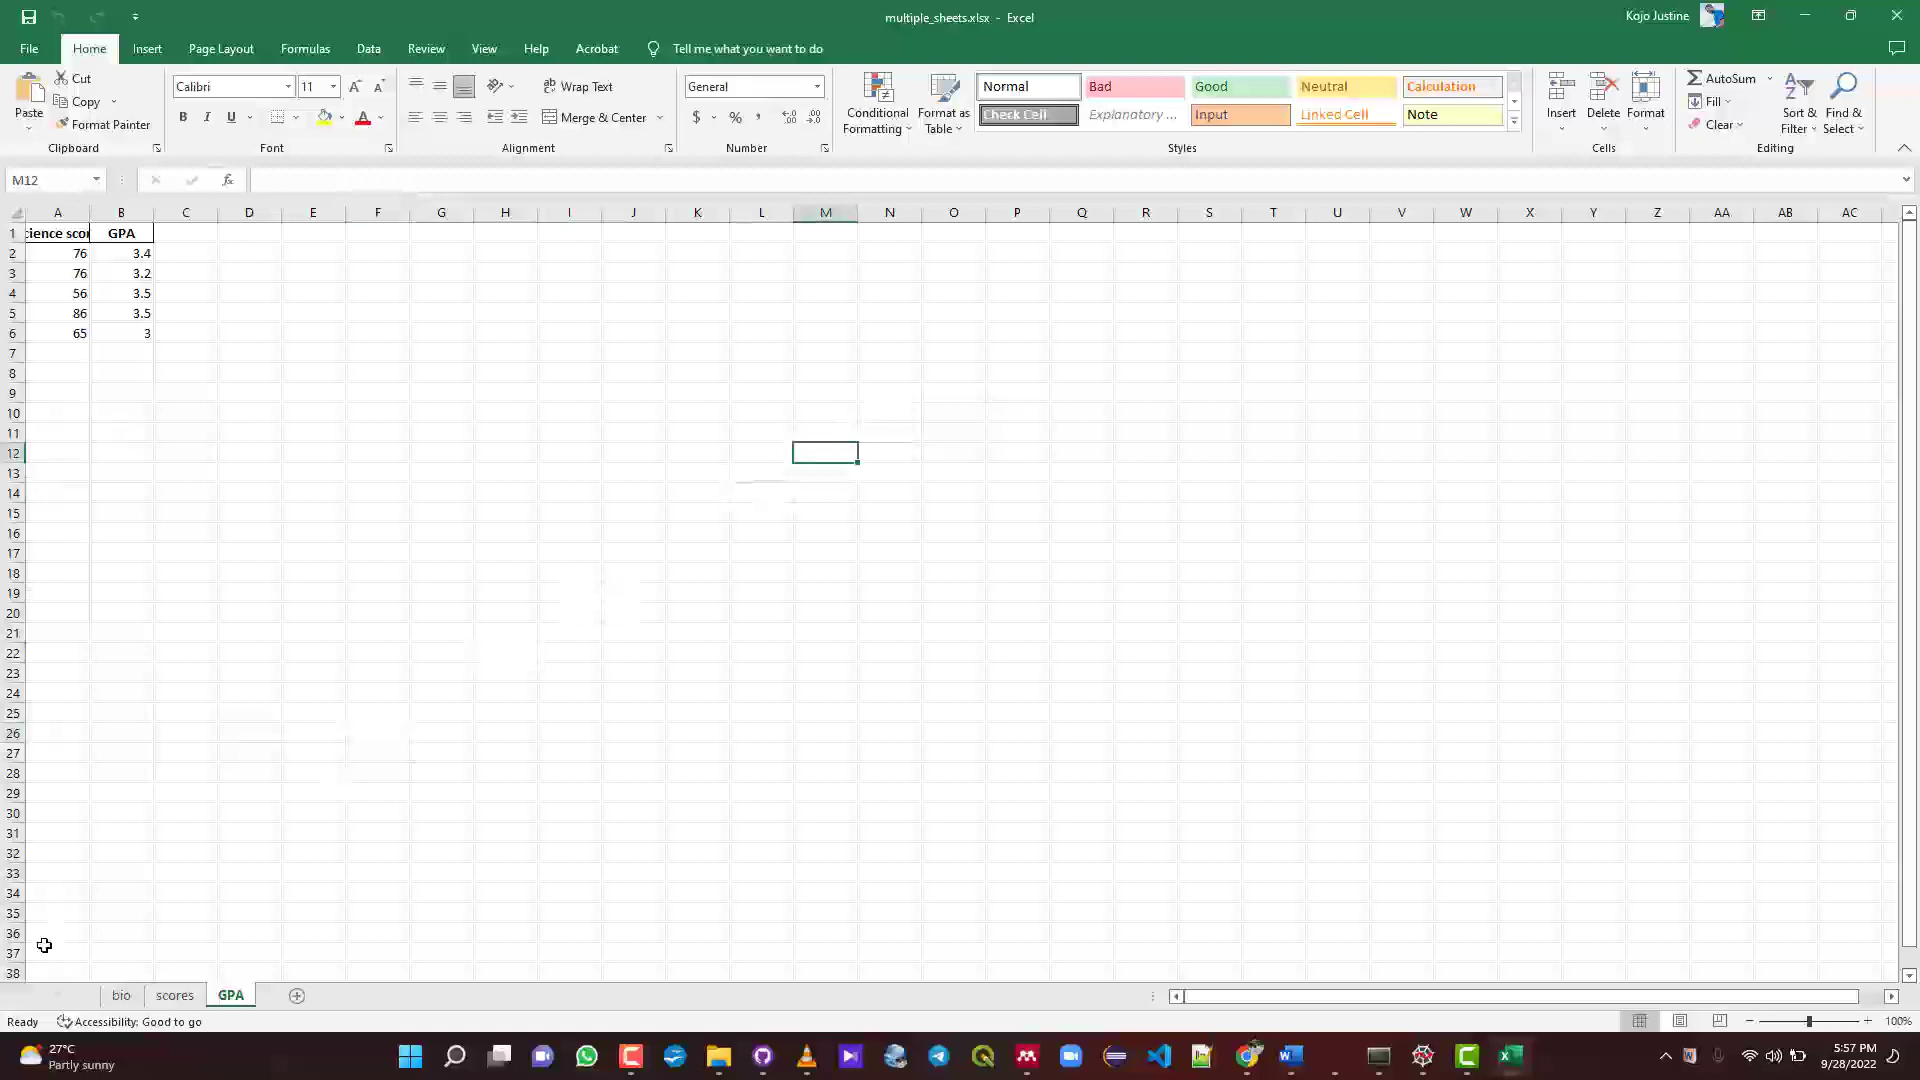 multiple_sheets.xlsx - Excel
Kojo Justine
File Home Insert Page Layout Formulas Data Review View Help Acrobat Tell me what you want to do
Paste
Cut
Copy
Format Painter
Clipboard
Calibri 11
B I U
Font
Wrap Text
Merge & Center
Alignment
General
$ % ,
Number
Conditional Formatting
Format as Table
Normal Bad Good Neutral Calculation
Check Cell Explanatory ... Input Linked Cell Note
Styles
Insert Delete Format
Cells
AutoSum
Fill
Clear
Sort & Filter
Find & Select
Editing
M12
fx
A B C D E F G H I J K L M N O P Q R S T U V W X Y Z AA AB AC
1 cience scor GPA
2 76 3.4
3 76 3.2
4 56 3.5
5 86 3.5
6 65 3
7
8
9
10
11
12
13
14
15
16
17
18
19
20
21
22
23
24
25
26
27
28
29
30
31
32
33
34
35
36
37
38
bio scores GPA
Ready Accessibility: Good to go
100%
27°C
Partly sunny
5:57 PM
9/28/2022